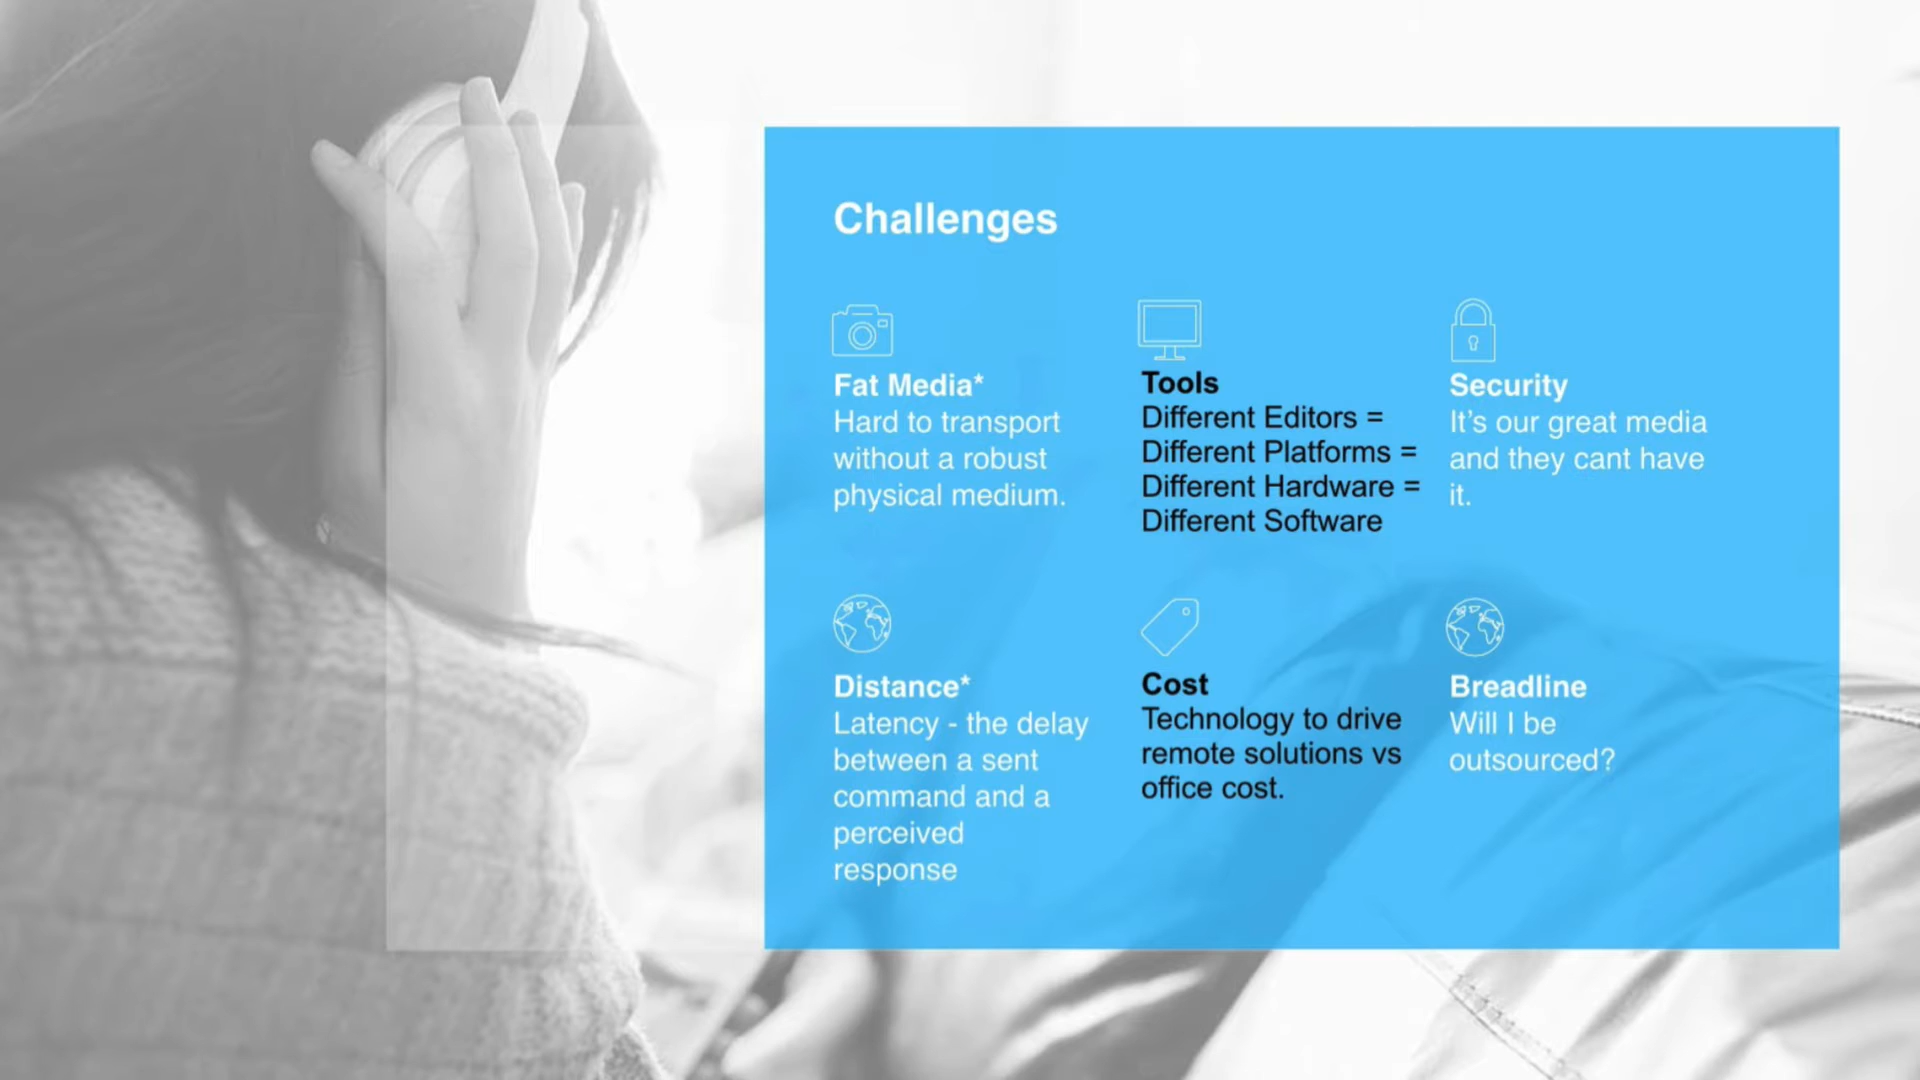 Challenges
Fat Media*
Hard to transport
without a robust
physical medium.
Tools
Different Editors =
Different Platforms =
Different Hardware =
Different Software
Security
It’s our great media
and they cant have
it.
Distance*
Latency - the delay
between a sent
command and a
perceived
response
Cost
Technology to drive
remote solutions vs
office cost.
Breadline
Will I be
outsourced?